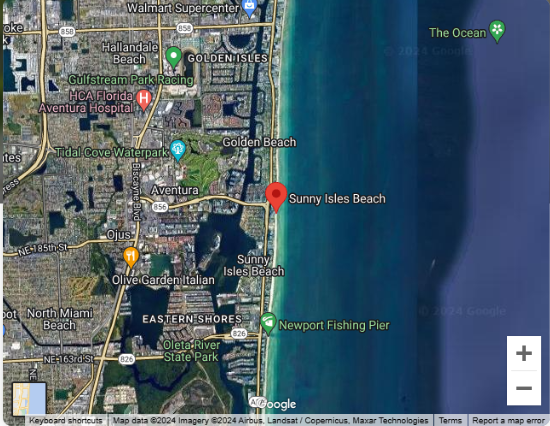 Walmart Supercenter
The Ocean
858
858
Hallandale
Beach
GOLDEN ISLES
© 2024 Google
Gulfstream Park Racing
HCA Florida
Aventura Hospital
H
Golden Beach
Tidal Cove Waterpark
Biscayne Blvd
Aventura
Sunny Isles Beach
856
Ojus
NE 185th St
Sunny
Isles Beach
Olive Garden Italian
© 2024 Google
North Miami
Beach
EASTERN SHORES
Newport Fishing Pier
826
Oleta River
State Park
NE 163rd St
826
NE
+
−
Google
Keyboard shortcuts
Map data ©2024 Imagery ©2024 Airbus, Landsat / Copernicus, Maxar Technologies
Terms
Report a map error